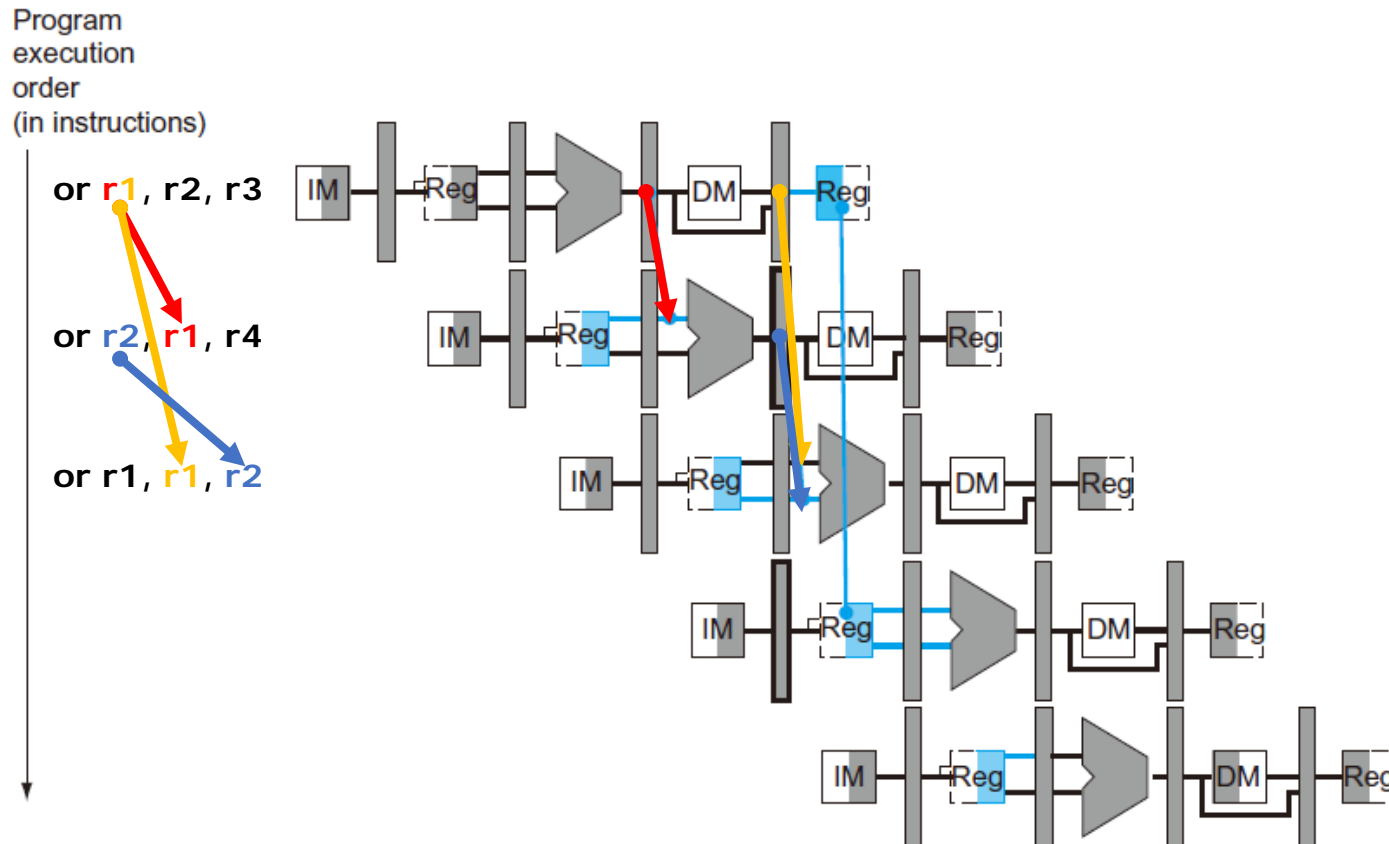 Program
execution
order
(in instructions)
or r1, r2, r3
IM Reg DM Reg
or r2, r1, r4
IM Reg DM Reg
or r1, r1, r2
IM Reg DM Reg
IM Reg DM Reg
IM Reg DM Reg